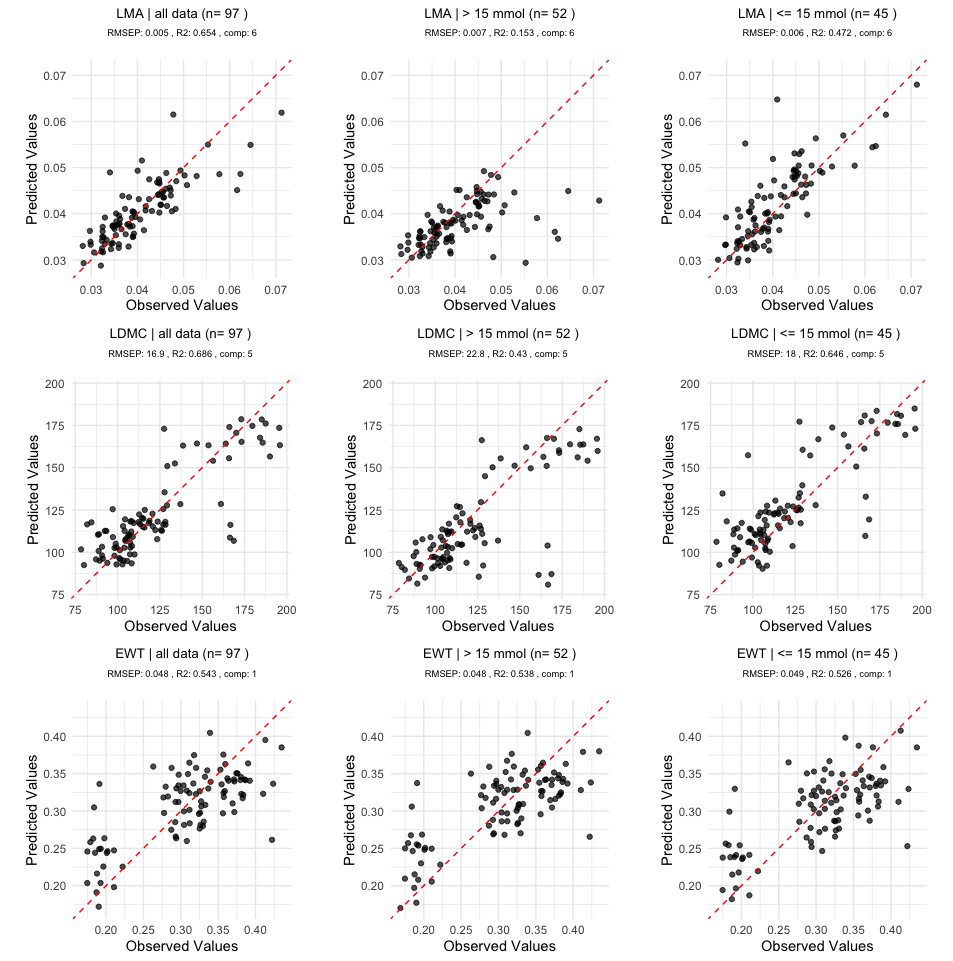 LMA | all data (n= 97 )
RMSEP: 0.005 , R2: 0.654 , comp: 6
0.07
0.06
0.05
0.04
0.03
Predicted Values
0.03 0.04 0.05 0.06 0.07
Observed Values
LMA | > 15 mmol (n= 52 )
RMSEP: 0.007 , R2: 0.153 , comp: 6
0.07
0.06
0.05
0.04
0.03
Predicted Values
0.03 0.04 0.05 0.06 0.07
Observed Values
LMA | <= 15 mmol (n= 45 )
RMSEP: 0.006 , R2: 0.472 , comp: 6
0.07
0.06
0.05
0.04
0.03
Predicted Values
0.03 0.04 0.05 0.06 0.07
Observed Values
LDMC | all data (n= 97 )
RMSEP: 16.9 , R2: 0.686 , comp: 5
200
175
150
125
100
75
Predicted Values
75 100 125 150 175 200
Observed Values
LDMC | > 15 mmol (n= 52 )
RMSEP: 22.8 , R2: 0.43 , comp: 5
200
175
150
125
100
75
Predicted Values
75 100 125 150 175 200
Observed Values
LDMC | <= 15 mmol (n= 45 )
RMSEP: 18 , R2: 0.646 , comp: 5
200
175
150
125
100
75
Predicted Values
75 100 125 150 175 200
Observed Values
EWT | all data (n= 97 )
RMSEP: 0.048 , R2: 0.543 , comp: 1
0.40
0.35
0.30
0.25
0.20
Predicted Values
0.20 0.25 0.30 0.35 0.40
Observed Values
EWT | > 15 mmol (n= 52 )
RMSEP: 0.048 , R2: 0.538 , comp: 1
0.40
0.35
0.30
0.25
0.20
Predicted Values
0.20 0.25 0.30 0.35 0.40
Observed Values
EWT | <= 15 mmol (n= 45 )
RMSEP: 0.049 , R2: 0.526 , comp: 1
0.40
0.35
0.30
0.25
0.20
Predicted Values
0.20 0.25 0.30 0.35 0.40
Observed Values